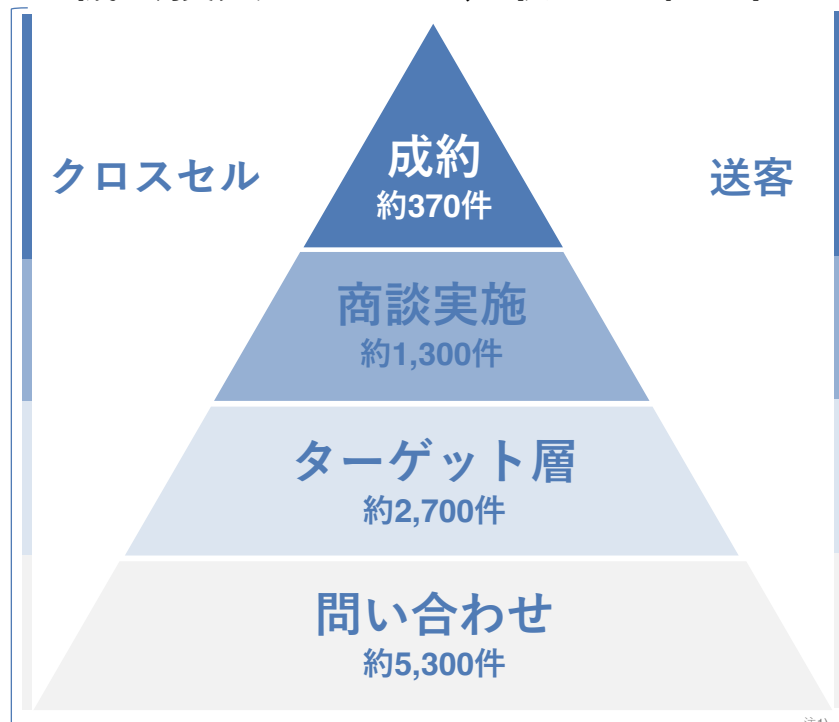 成約
約370件
クロスセル
送客
商談実施
約1,300件
ターゲット層
約2,700件
問い合わせ
約5,300件